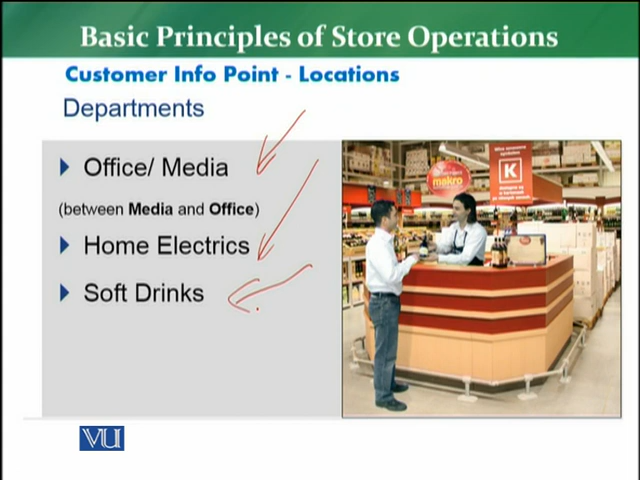 Basic Principles of Store Operations
Customer Info Point - Locations
Departments
Office/ Media
(between Media and Office)
Home Electrics
Soft Drinks
makro
K
VU